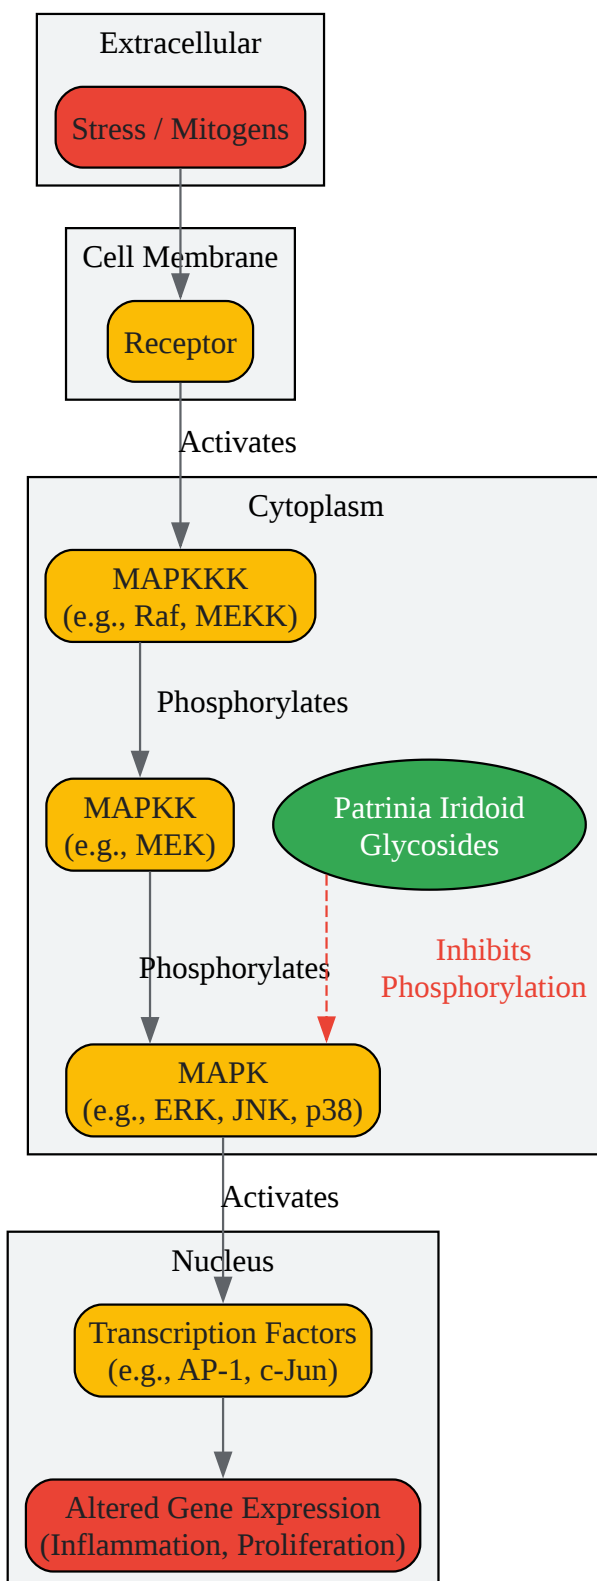 Extracellular
Stress / Mitogens
Cell Membrane
Receptor
Activates
Cytoplasm
MAPKKK
(e.g., Raf, MEKK)
Phosphorylates
MAPKK
(e.g., MEK)
Patrinia Iridoid
Glycosides
Phosphorylates
Inhibits
Phosphorylation
MAPK
(e.g., ERK, JNK, p38)
Activates
Nucleus
Transcription Factors
(e.g., AP-1, c-Jun)
Altered Gene Expression
(Inflammation, Proliferation)